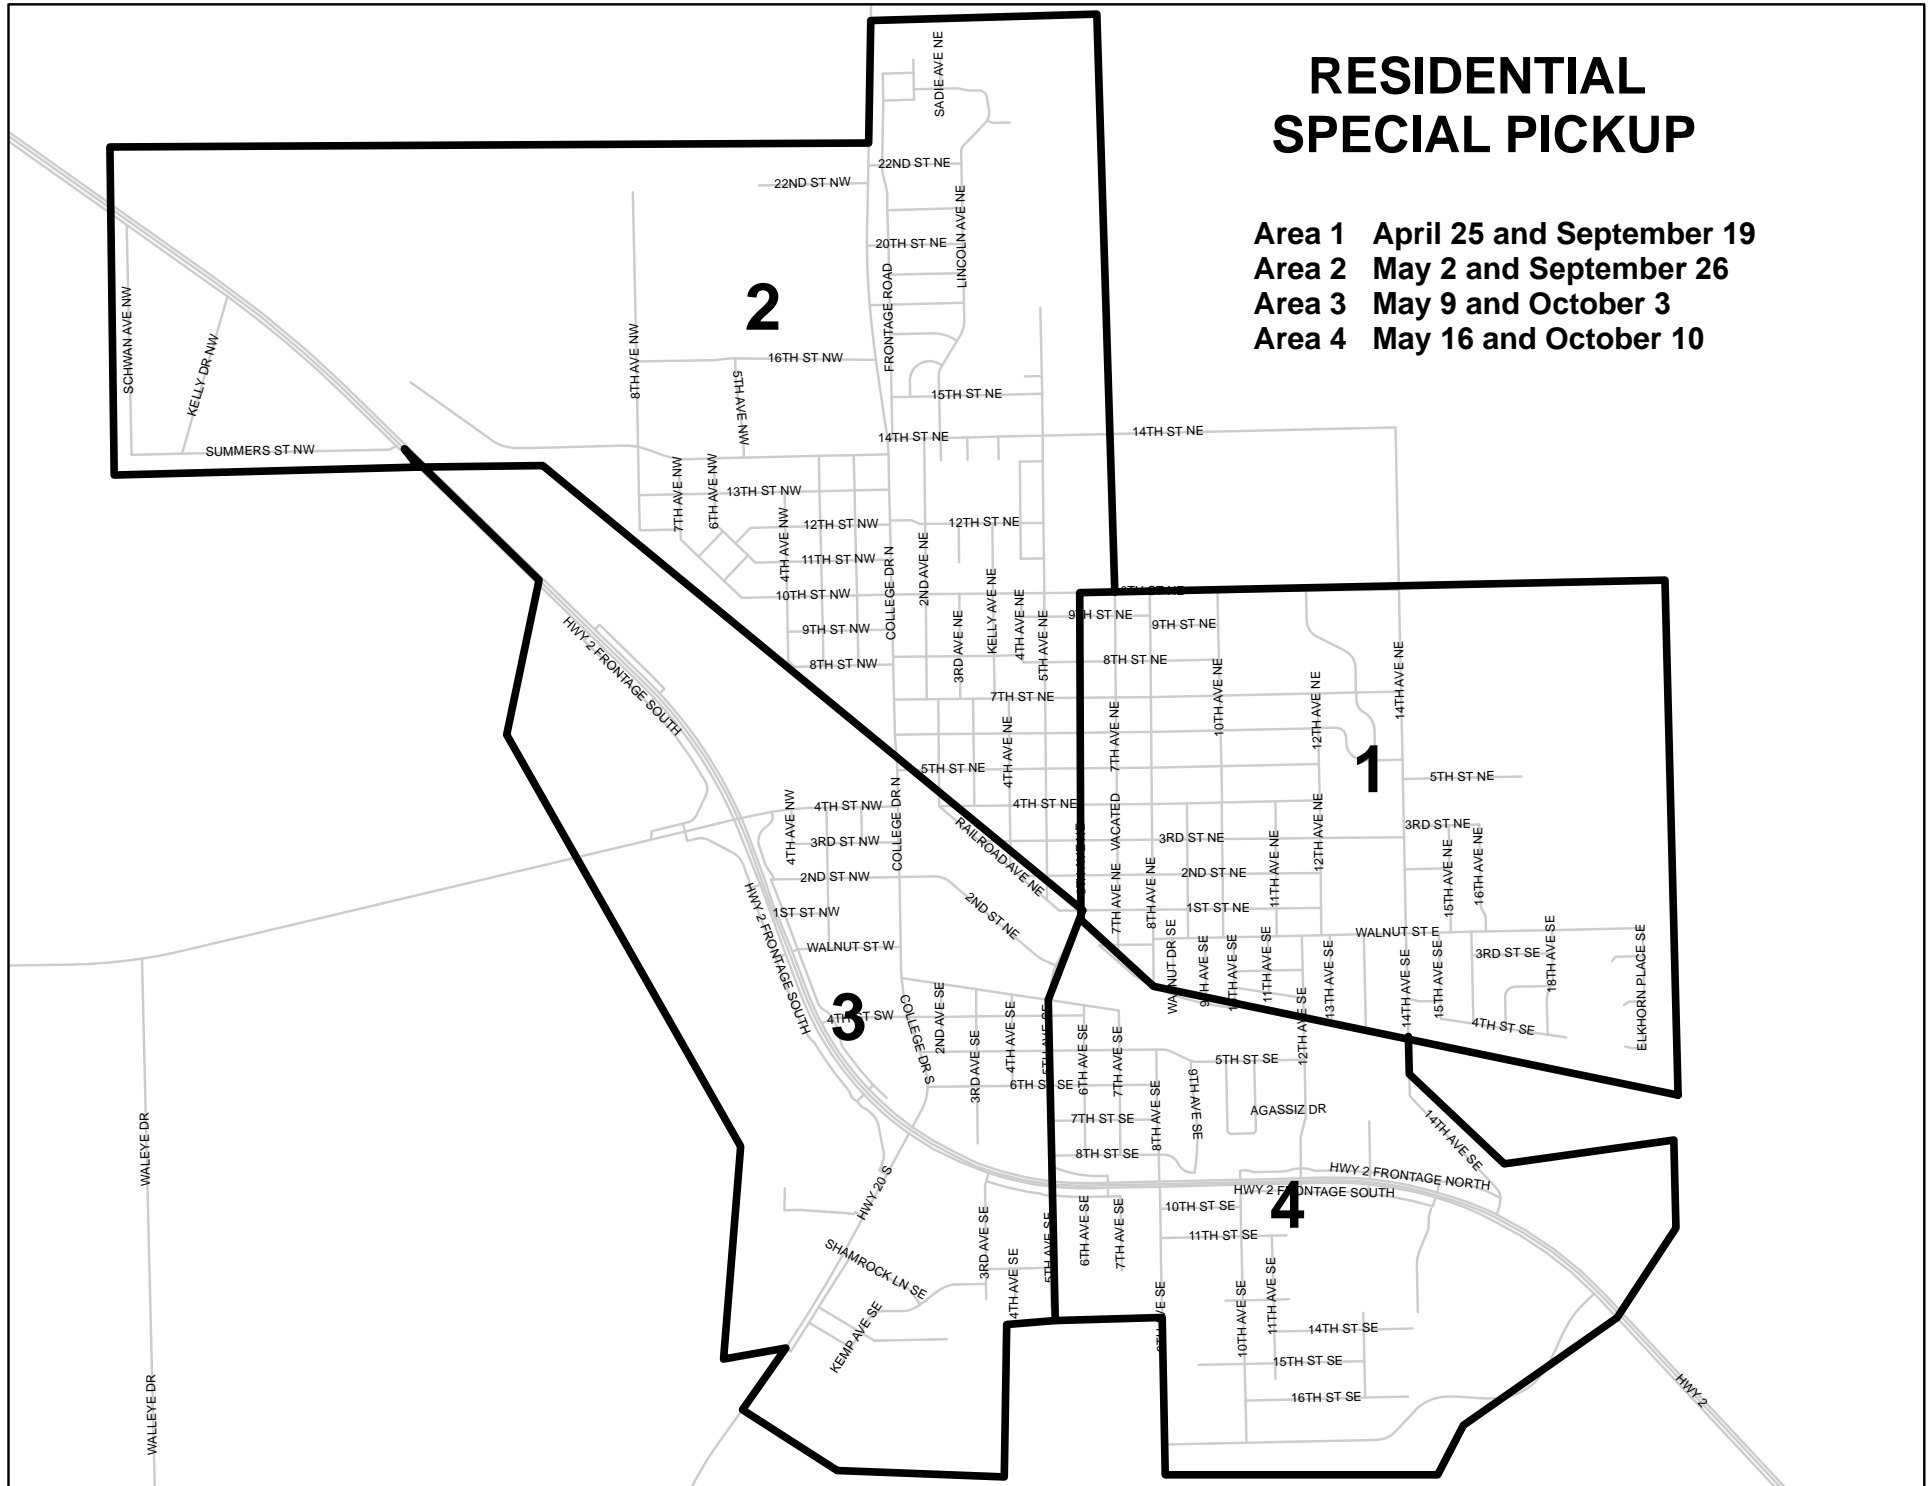 RESIDENTIAL
SPECIAL PICKUP
Area 1 April 25 and September 19
Area 2 May 2 and September 26
Area 3 May 9 and October 3
Area 4 May 16 and October 10
SADIE AVE NE
22ND ST NE
22ND ST NW
LINCOLN AVE NE
20TH ST NE
FRONTAGE ROAD
2
SCHWAN AVE NW
KELLY DR NW
8TH AVE NW
16TH ST NW
5TH AVE NW
15TH ST NE
14TH ST NE
14TH ST NE
SUMMERS ST NW
7TH AVE NW
6TH AVE NW
13TH ST NW
4TH AVE NW
12TH ST NW
12TH ST NE
11TH ST NW
COLLEGE DR N
2ND AVE NE
10TH ST NW
KELLY AVE NE
4TH AVE NE
3RD AVE NE
5TH AVE NE
9TH ST NE
9TH ST NE
9TH ST NW
8TH ST NW
8TH ST NE
HWY 2 FRONTAGE SOUTH
7TH ST NE
10TH AVE NE
12TH AVE NE
14TH AVE NE
4TH AVE NE
7TH AVE NE
1
5TH ST NE
5TH ST NE
4TH AVE NW
4TH ST NW
COLLEGE DR N
4TH ST NE
VACATED
RAILROAD AVE NE
3RD ST NW
3RD ST NE
11TH AVE NE
12TH AVE NE
3RD ST NE
15TH AVE NE
16TH AVE NE
2ND ST NW
2ND ST NE
7TH AVE NE
8TH AVE NE
2ND ST NE
1ST ST NW
1ST ST NE
HWY 2 FRONTAGE SOUTH
WALNUT ST W
WALNUT ST E
WALNUT DR SE
9TH AVE SE
10TH AVE SE
11TH AVE SE
13TH AVE SE
14TH AVE SE
15TH AVE SE
3RD ST SE
18TH AVE SE
ELKHORN PLACE SE
4TH ST SE
3
4TH ST SW
COLLEGE DR S
2ND AVE SE
3RD AVE SE
4TH AVE SE
5TH AVE SE
6TH AVE SE
7TH AVE SE
12TH AVE SE
5TH ST SE
6TH ST SE
8TH AVE SE
9TH AVE SE
AGASSIZ DR
7TH ST SE
14TH AVE SE
8TH ST SE
WALEYE DR
HWY 20 S
HWY 2 FRONTAGE NORTH
HWY 2 FRONTAGE SOUTH
4
10TH ST SE
11TH ST SE
3RD AVE SE
4TH AVE SE
5TH AVE SE
6TH AVE SE
7TH AVE SE
SHAMROCK LN SE
KEMP AVE SE
10TH AVE SE
11TH AVE SE
14TH ST SE
15TH ST SE
16TH ST SE
HWY 2
WALLEYE DR